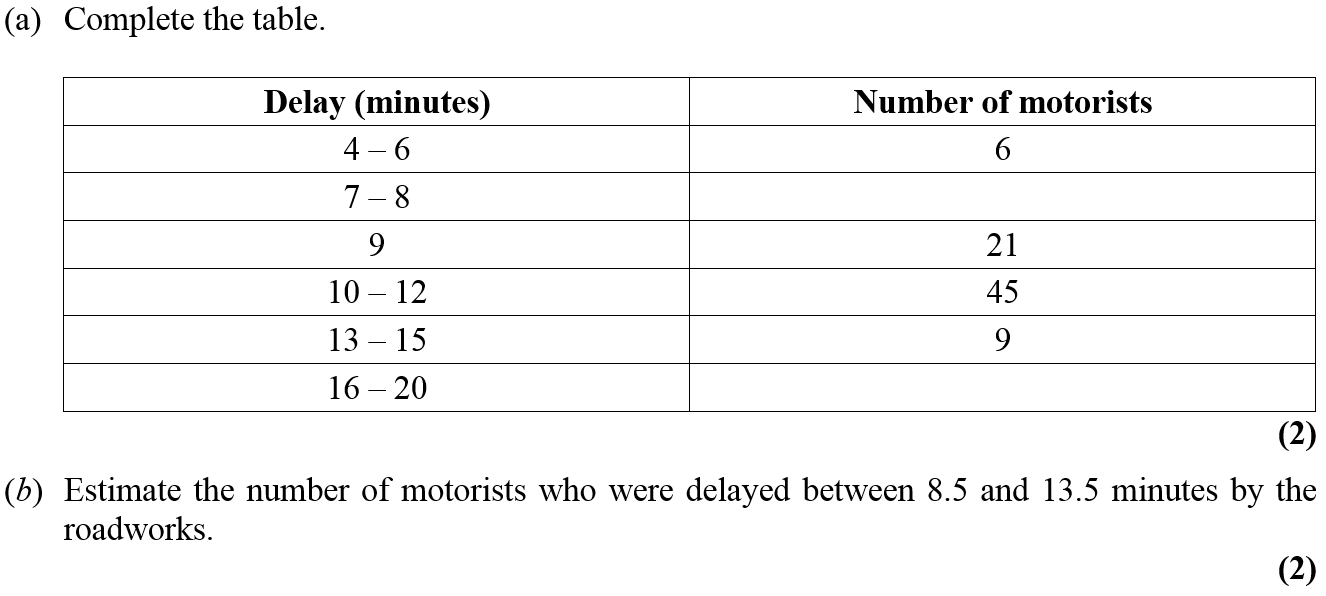 (a) Complete the table.
Delay (minutes) Number of motorists
4 – 6 6
7 – 8
9 21
10 – 12 45
13 – 15 9
16 – 20
(2)
(b) Estimate the number of motorists who were delayed between 8.5 and 13.5 minutes by the
roadworks.
(2)